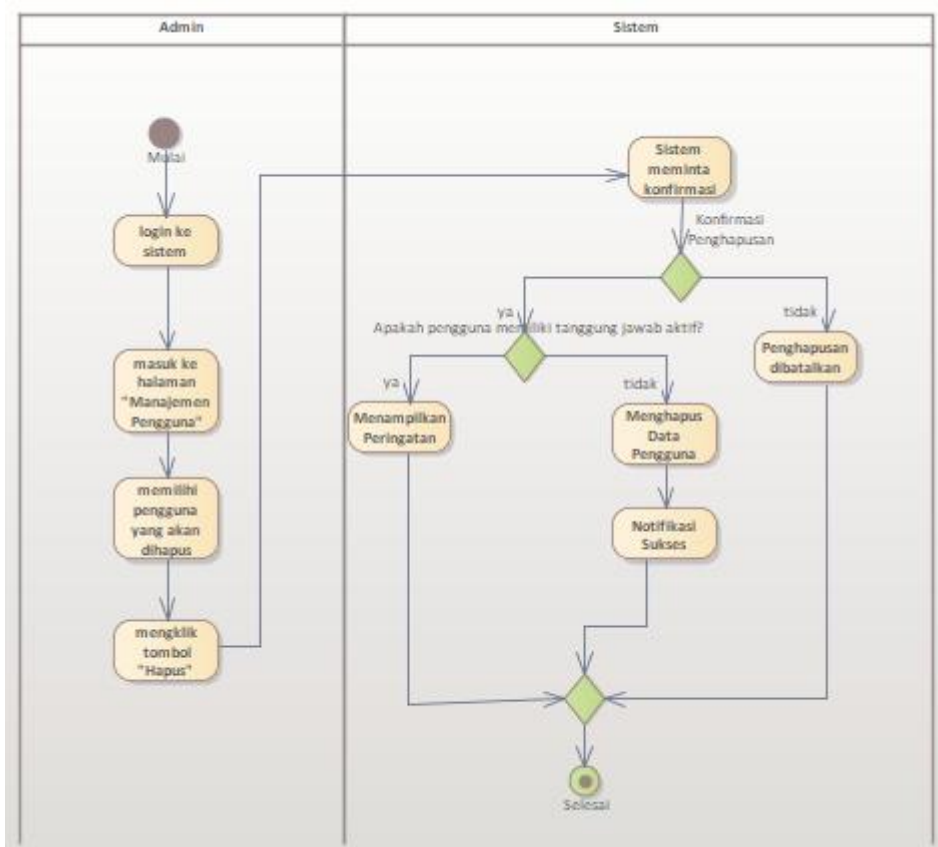 Admin
Sistem
Mulai
login ke
sistem
masuk ke
halaman
"Manajemen
Pengguna"
memilihi
pengguna
yang akan
dihapus
mengklik
tombol
"Hapus"
Sistem
meminta
konfirmasi
Konfirmasi
Penghapusan
ya
tidak
Apakah pengguna memiliki tanggung jawab aktif?
Penghapusan
dibatalkan
ya
tidak
Menampilkan
Peringatan
Menghapus
Data
Pengguna
Notifikasi
Sukses
Selesai